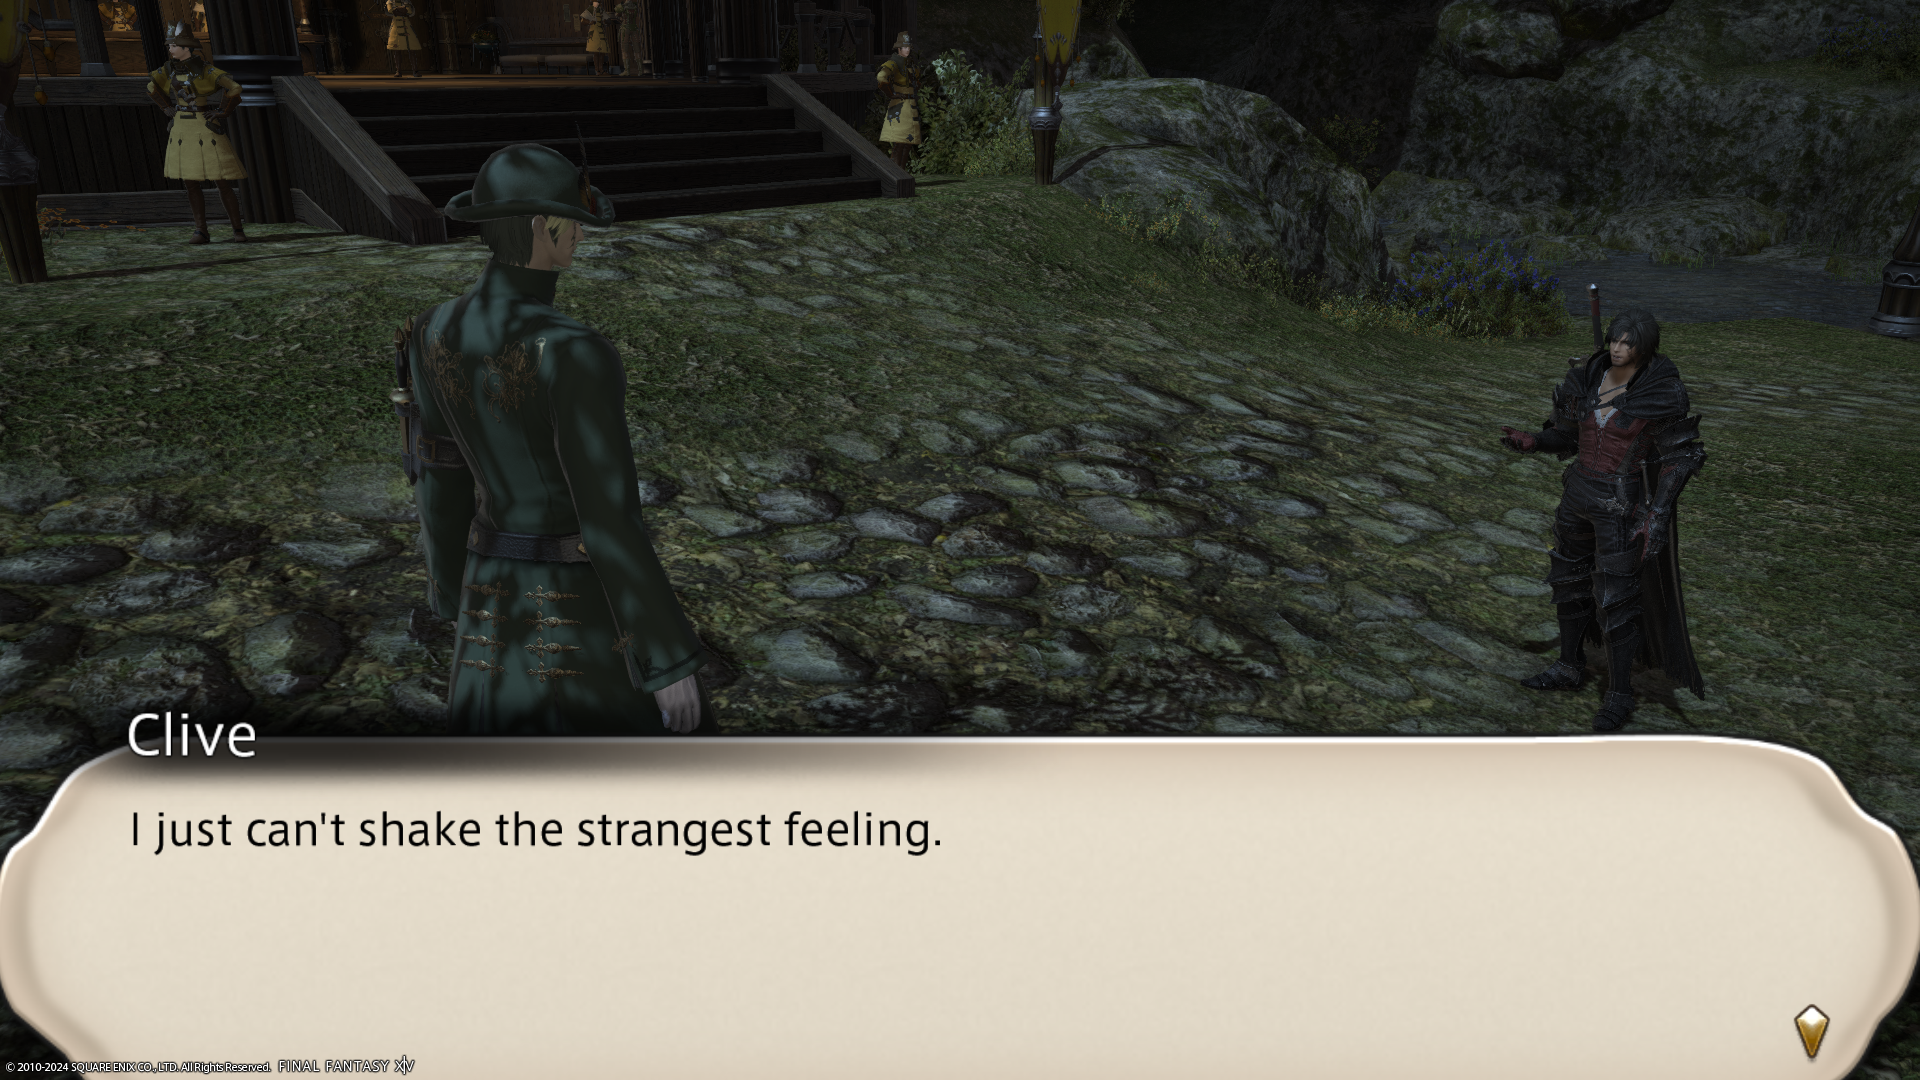 Clive
I just can't shake the strangest feeling.
© 2010-2024 SQUARE ENIX CO., LTD. All Rights Reserved. FINAL FANTASY XIV